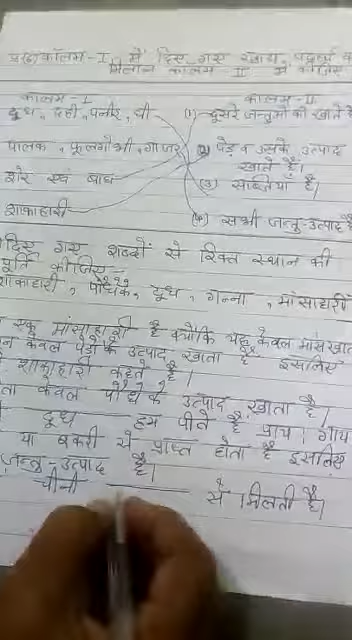 प्रश्न कॉलम-I में दिए गए खाद्य पदार्थों का
मिलान कॉलम II से कीजिए
कालम-I कालम-II
दूध, दही, पनीर, घी (1) दूसरे जन्तुओं को खाते हैं
पालक, फूलगोभी, गाजर (2) पेड़ व उसके उत्पाद
खाते हैं।
शेर एवं बाघ (3) सब्जियाँ हैं।
शाकाहारी (4) सभी जन्तु-उत्पाद हैं
दिए गए शब्दों से रिक्त स्थान की
पूर्ति कीजिए
शाकाहारी, पौधे, दूध, गन्ना, मांसाहारी
एक मांसाहारी है क्योंकि यह केवल मांस खाता
केवल पेड़ों के उत्पाद खाता है इसलिए
शाकाहारी कहते हैं।
केवल पौधे के उत्पाद खाता है।
दूध हम पीते हैं प्राय: गाय
या बकरी से प्राप्त होता है इसलिए
जन्तु उत्पाद है।
चीनी ______ से मिलती है।